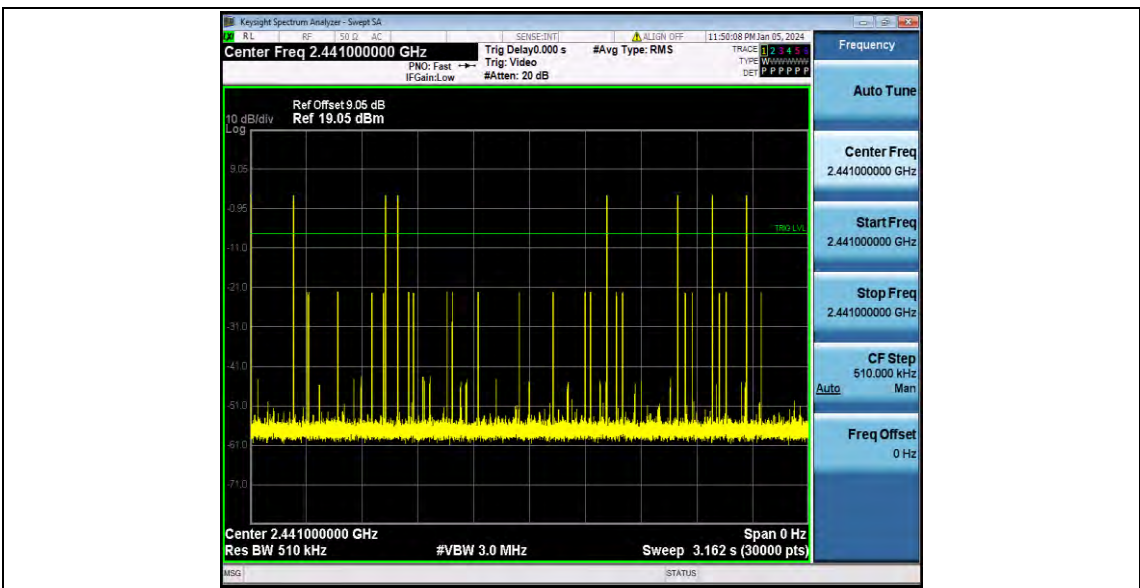 Keysight Spectrum Analyzer - Swept SA
RL RF 50 Ω AC SENSE:INT ALIGN OFF 11:50:08 PM Jan 05, 2024
Center Freq 2.441000000 GHz Trig Delay0.000 s #Avg Type: RMS TRACE 1 2 3 4 5 6
PNO: Fast Trig: Video TYPE W
IFGain:Low #Atten: 20 dB DET P P P P P P
Frequency
Ref Offset 9.05 dB
10 dB/div Ref 19.05 dBm
Log
9.05
-0.95
TRIG LVL
-11.0
-21.0
-31.0
-41.0
-51.0
-61.0
-71.0
Center 2.441000000 GHz Span 0 Hz
Res BW 510 kHz #VBW 3.0 MHz Sweep 3.162 s (30000 pts)
MSG STATUS
Auto Tune
Center Freq
2.441000000 GHz
Start Freq
2.441000000 GHz
Stop Freq
2.441000000 GHz
CF Step
510.000 kHz
Auto Man
Freq Offset
0 Hz